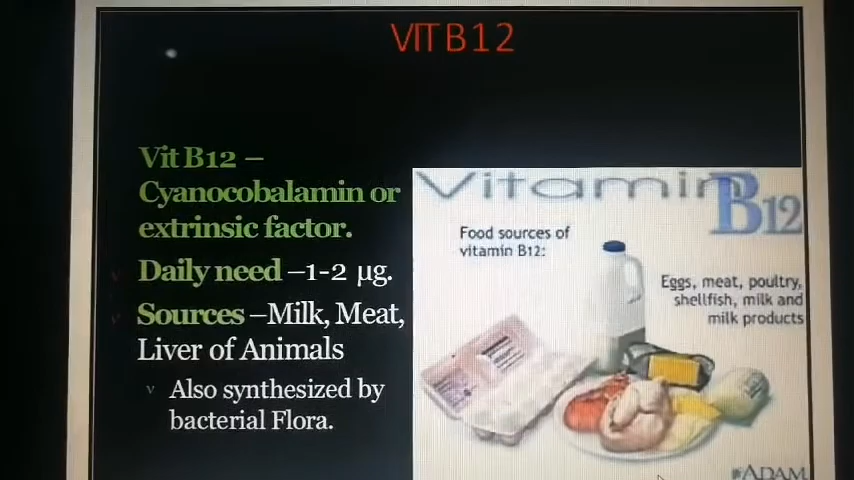 VIT B12
Vit B12 –
Cyanocobalamin or
extrinsic factor.
Daily need –1-2 µg.
Sources –Milk, Meat,
Liver of Animals
v Also synthesized by
bacterial Flora.
Vitamin B12
Food sources of
vitamin B12:
Eggs, meat, poultry,
shellfish, milk and
milk products
ADAM